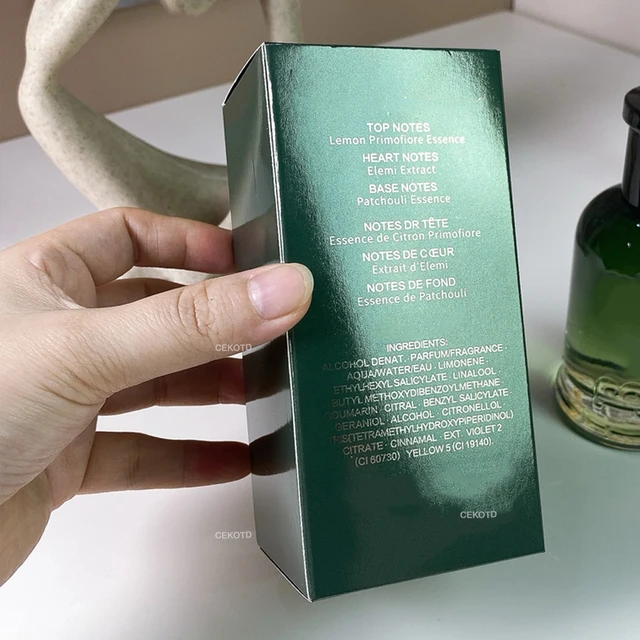 TOP NOTES
Lemon Primofiore Essence
HEART NOTES
Elemi Extract
BASE NOTES
Patchouli Essence
NOTES DR TÊTE
Essence de Citron Primofiore
NOTES DE CŒUR
Extrait d'Elemi
NOTES DE FOND
Essence de Patchouli
INGREDIENTS:
ALCOHOL DENAT · PARFUM/FRAGRANCE ·
AQUA/WATER/EAU · LIMONENE ·
ETHYLHEXYL SALICYLATE · LINALOOL
BUTYL METHOXYDIBENZOYLMETHANE
COUMARIN · CITRAL · BENZYL SALICYLATE
GERANIOL · ALCOHOL · CITRONELLOL ·
TRIS(TETRAMETHYLHYDROXYPIPERIDINOL)
CITRATE · CINNAMAL · EXT VIOLET 2
(CI 60730) YELLOW 5 (CI 19140).
CEKOTD
CEKOTD
CEKOTD